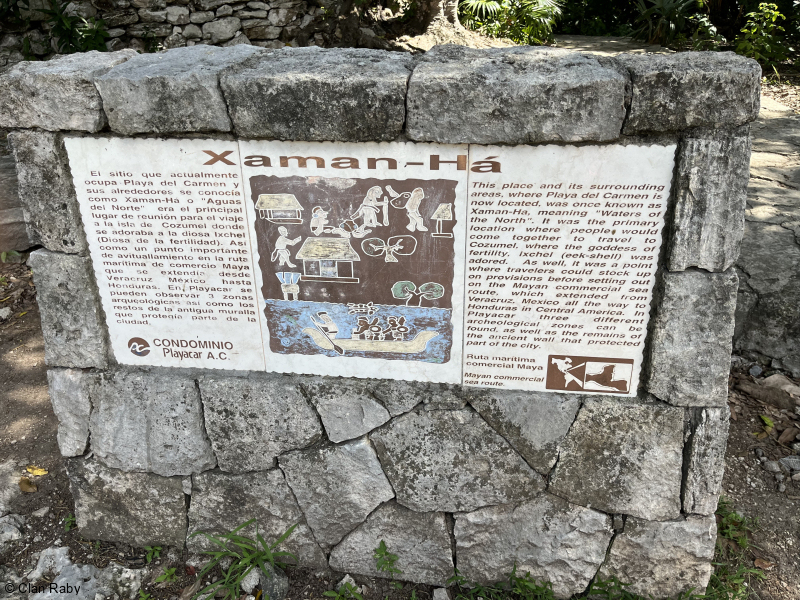 Xaman-Há
El sitio que actualmente
ocupa Playa del Carmen y
sus alrededores se conocía
como Xaman-Ha o "Aguas
del Norte" era el principal
lugar de reunión para viajar
a la isla de Cozumel donde
se adoraba a la diosa Ixchel
(Diosa de la fertilidad). Así
como un punto importante
de avituallamiento en la ruta
marítima de comercio Maya
que se extendía desde
Veracruz, México hasta
Honduras. En Playacar se
pueden observar 3 zonas
arqueológicas así como los
restos de la antigua muralla
que protegía parte de la
ciudad.
CONDOMINIO
Playacar A.C.
This place and its surrounding
areas, where Playa del Carmen is
now located, was once known as
Xaman-Ha, meaning "Waters of
the North". It was the primary
location where people would
come together to travel to
Cozumel, where the goddess of
fertility, Ixchel (eek-shell) was
adored. As well, it was a point
where travelers could stock up
on provisions before setting out
on the Mayan commercial sea
route, which extended from
Veracruz, Mexico all the way to
Honduras in Central America. In
Playacar three different
archeological zones can be
found, as well as the remains of
the ancient wall that protected
part of the city.
Ruta marítima
comercial Maya
Mayan commercial
sea route.
© Clan Raby